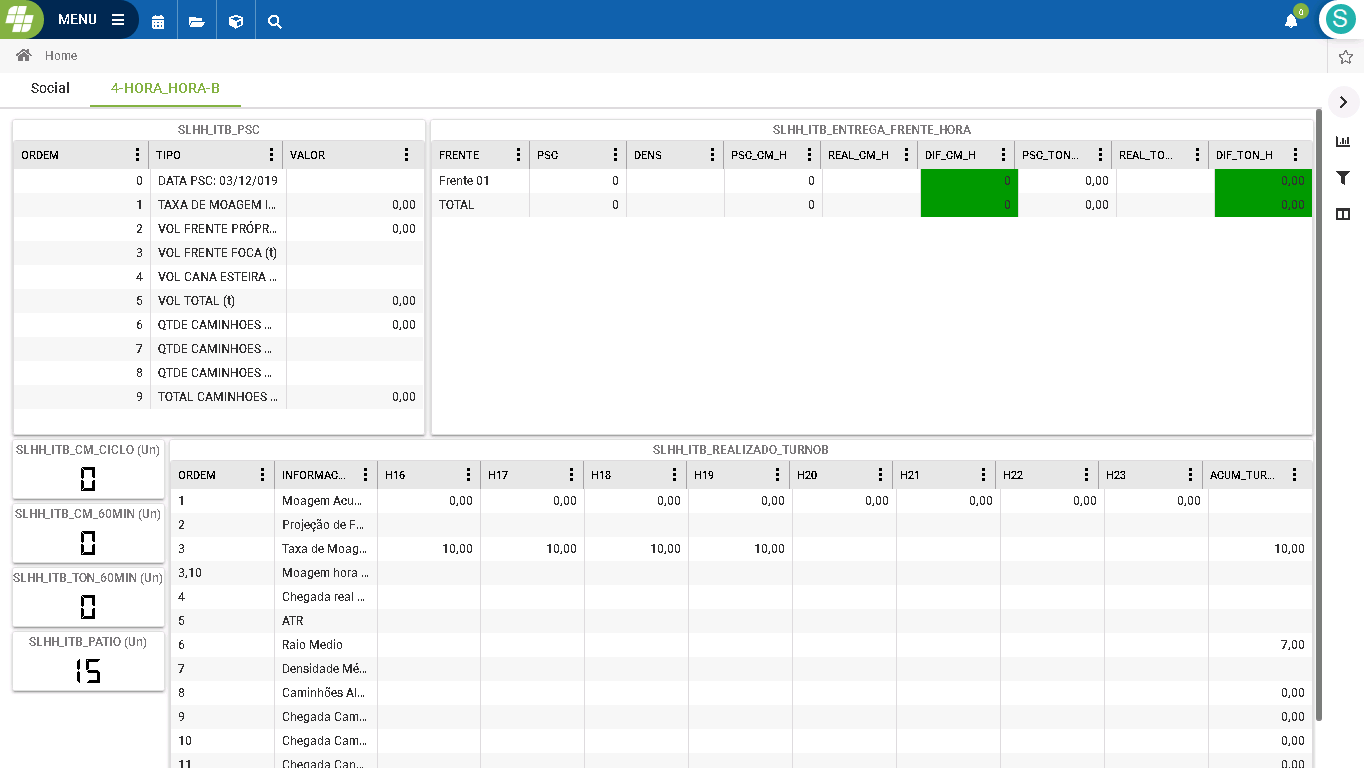 MENU
0
S
Home
Social 4-HORA_HORA-B
SLHH_ITB_PSC
ORDEM TIPO VALOR
0 DATA PSC: 03/12/019
1 TAXA DE MOAGEM I... 0,00
2 VOL FRENTE PRÓPR... 0,00
3 VOL FRENTE FOCA (t)
4 VOL CANA ESTEIRA ...
5 VOL TOTAL (t) 0,00
6 QTDE CAMINHOES ... 0,00
7 QTDE CAMINHOES ...
8 QTDE CAMINHOES ...
9 TOTAL CAMINHOES ... 0,00
SLHH_ITB_ENTREGA_FRENTE_HORA
FRENTE PSC DENS PSC_CM_H REAL_CM_H DIF_CM_H PSC_TON... REAL_TO... DIF_TON_H
Frente 01 0 0 0 0,00 0,00
TOTAL 0 0 0 0,00 0,00
SLHH_ITB_CM_CICLO (Un)
0
SLHH_ITB_CM_60MIN (Un)
0
SLHH_ITB_TON_60MIN (Un)
0
SLHH_ITB_PATIO (Un)
15
SLHH_ITB_REALIZADO_TURNOB
ORDEM INFORMAC... H16 H17 H18 H19 H20 H21 H22 H23 ACUM_TUR...
1 Moagem Acu... 0,00 0,00 0,00 0,00 0,00 0,00 0,00 0,00
2 Projeção de F...
3 Taxa de Moag... 10,00 10,00 10,00 10,00 10,00
3,10 Moagem hora ...
4 Chegada real ...
5 ATR
6 Raio Medio 7,00
7 Densidade Mé...
8 Caminhões Al... 0,00
9 Chegada Cam... 0,00
10 Chegada Cam... 0,00
11 Chegada Can... 0,00